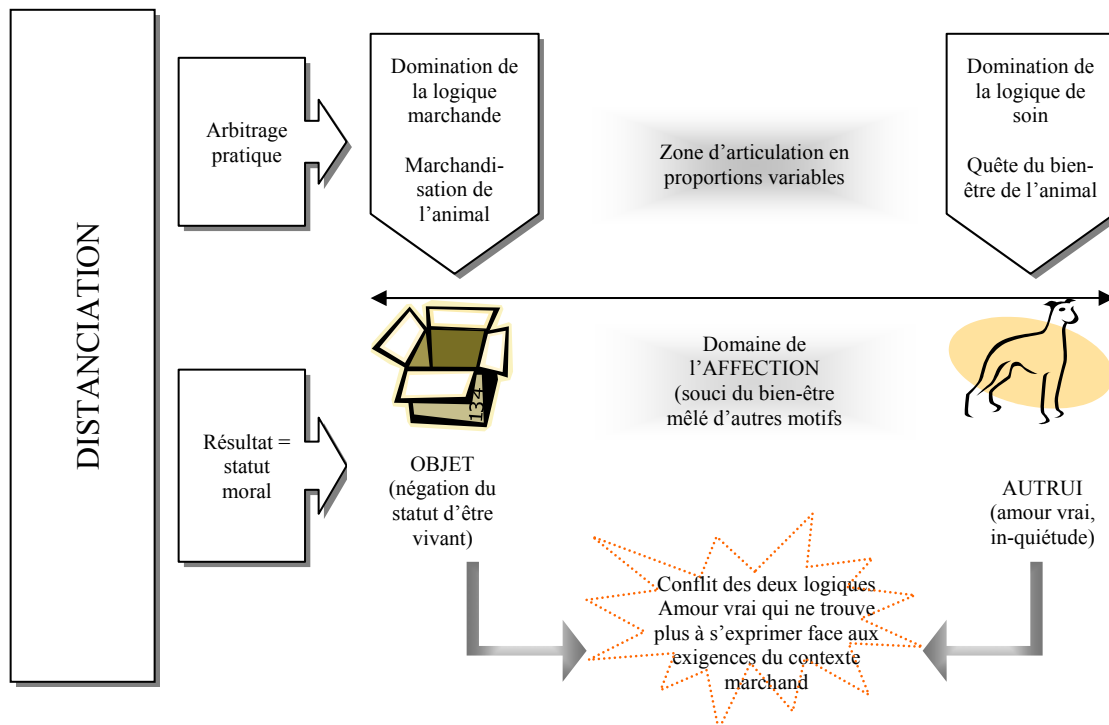 DISTANCIATION
Arbitrage
pratique
Domination de
la logique
marchande
Marchandi-
sation de
l'animal
Zone d'articulation en
proportions variables
Domination de
la logique de
soin
Quête du bien-
être de l'animal
Résultat =
statut
moral
134
OBJET
(négation du
statut d'être
vivant)
Domaine de
l'AFFECTION
(souci du bien-être
mêlé d'autres motifs
AUTRUI
(amour vrai,
in-quiétude)
Conflit des deux logiques
Amour vrai qui ne trouve
plus à s'exprimer face aux
exigences du contexte
marchand